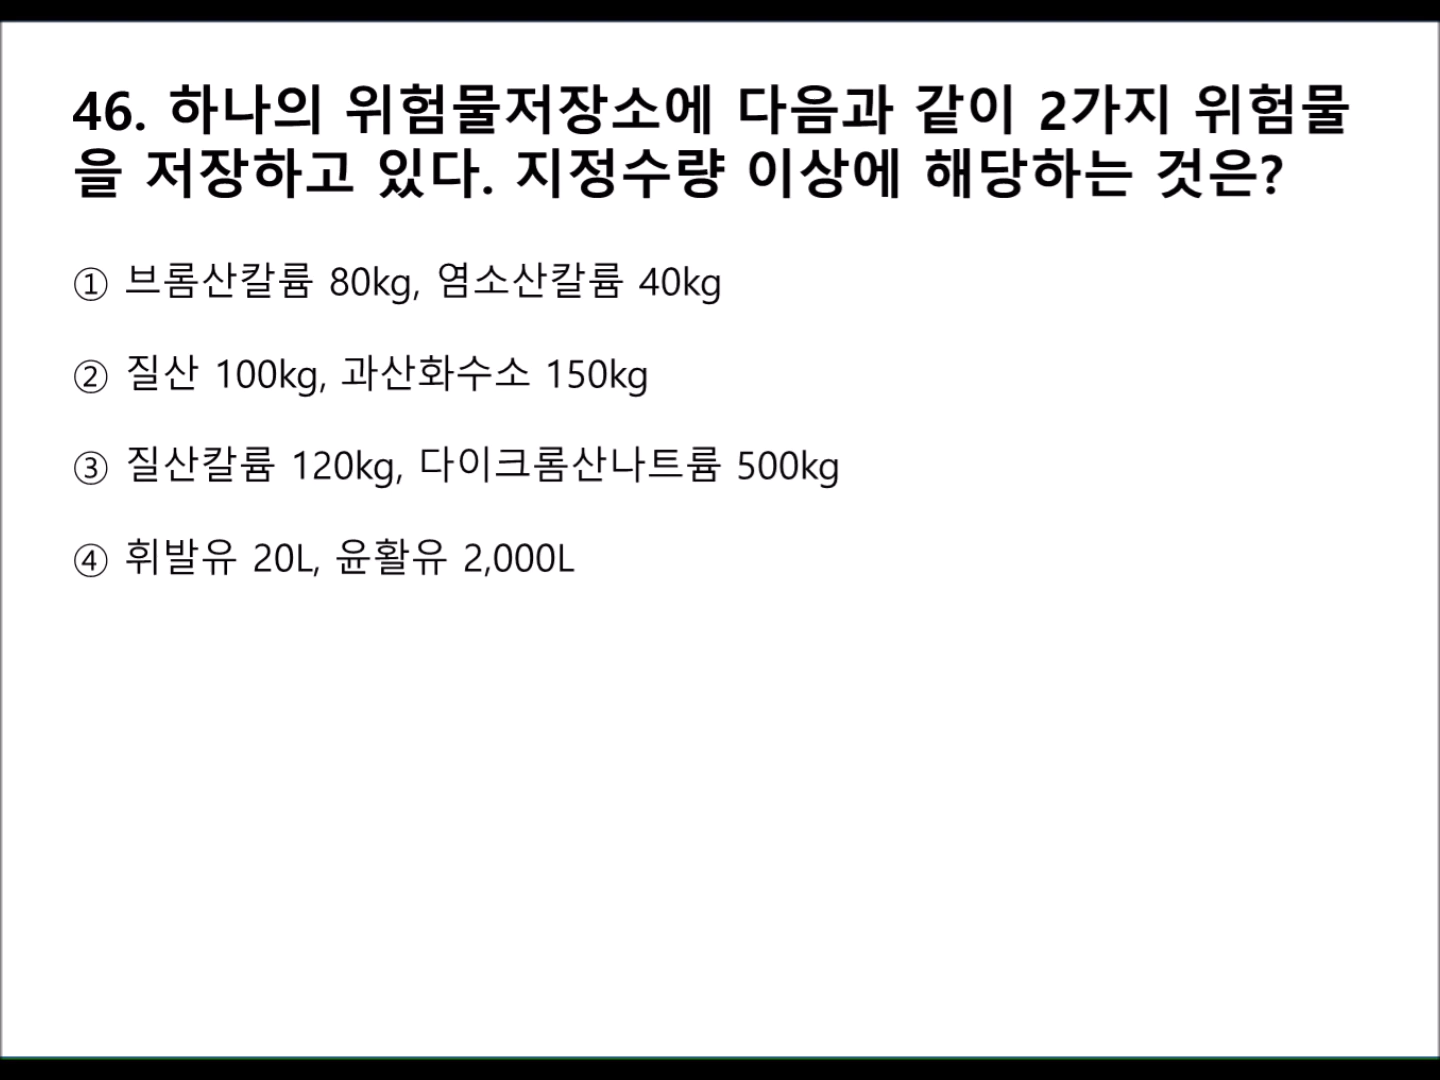 46. 하나의 위험물저장소에 다음과 같이 2가지 위험물
을 저장하고 있다. 지정수량 이상에 해당하는 것은?
① 브롬산칼륨 80kg, 염소산칼륨 40kg
② 질산 100kg, 과산화수소 150kg
③ 질산칼륨 120kg, 다이크롬산나트륨 500kg
④ 휘발유 20L, 윤활유 2,000L